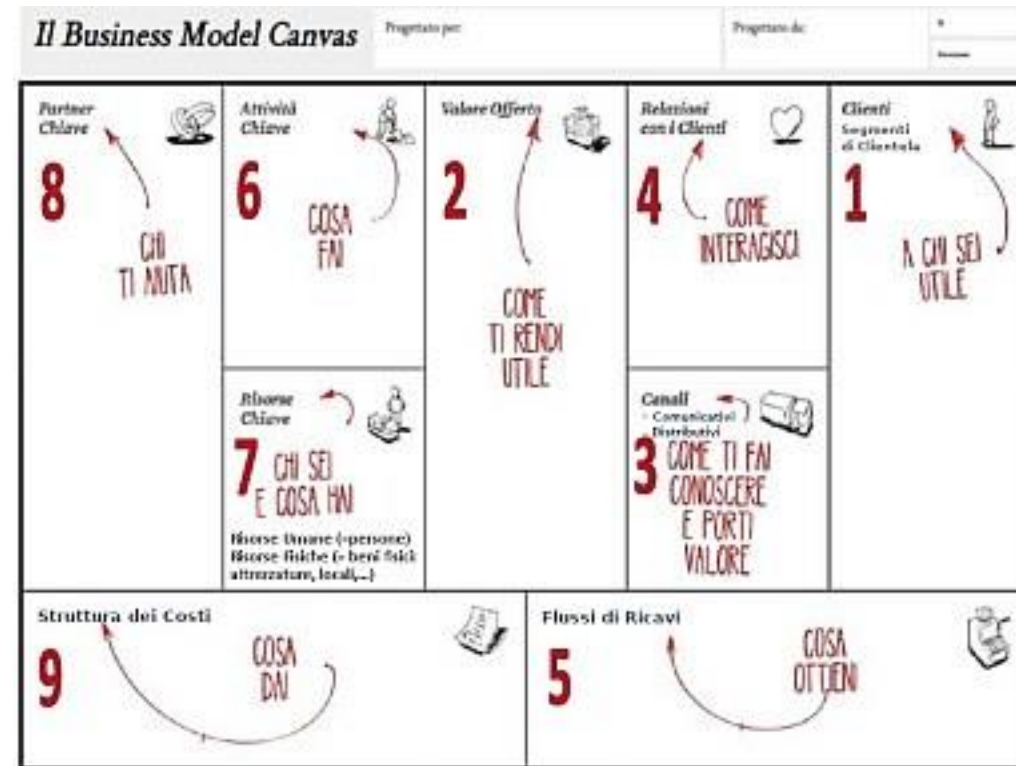 Il Business Model Canvas
Progettato per:
Progettato da:
Partner
Chiave
8
CHI
TI AIUTA
Attività
Chiave
6
COSA
FAI
Valore Offerto
2
COME
TI RENDI
UTILE
Relazioni
con i Clienti
4
COME
INTERAGISCI
Clienti
Segmenti
di Clientela
1
A CHI SEI
UTILE
Risorse
Chiave
7
CHI SEI
E COSA HAI
Risorse Umane (=persone)
Risorse Fisiche (= beni fisici:
attrezzature, locali,...)
Canali
- Comunicativi
- Distributivi
3
COME TI FAI
CONOSCERE
E PORTI
VALORE
Struttura dei Costi
9
COSA
DAI
Flussi di Ricavi
5
COSA
OTTIENI